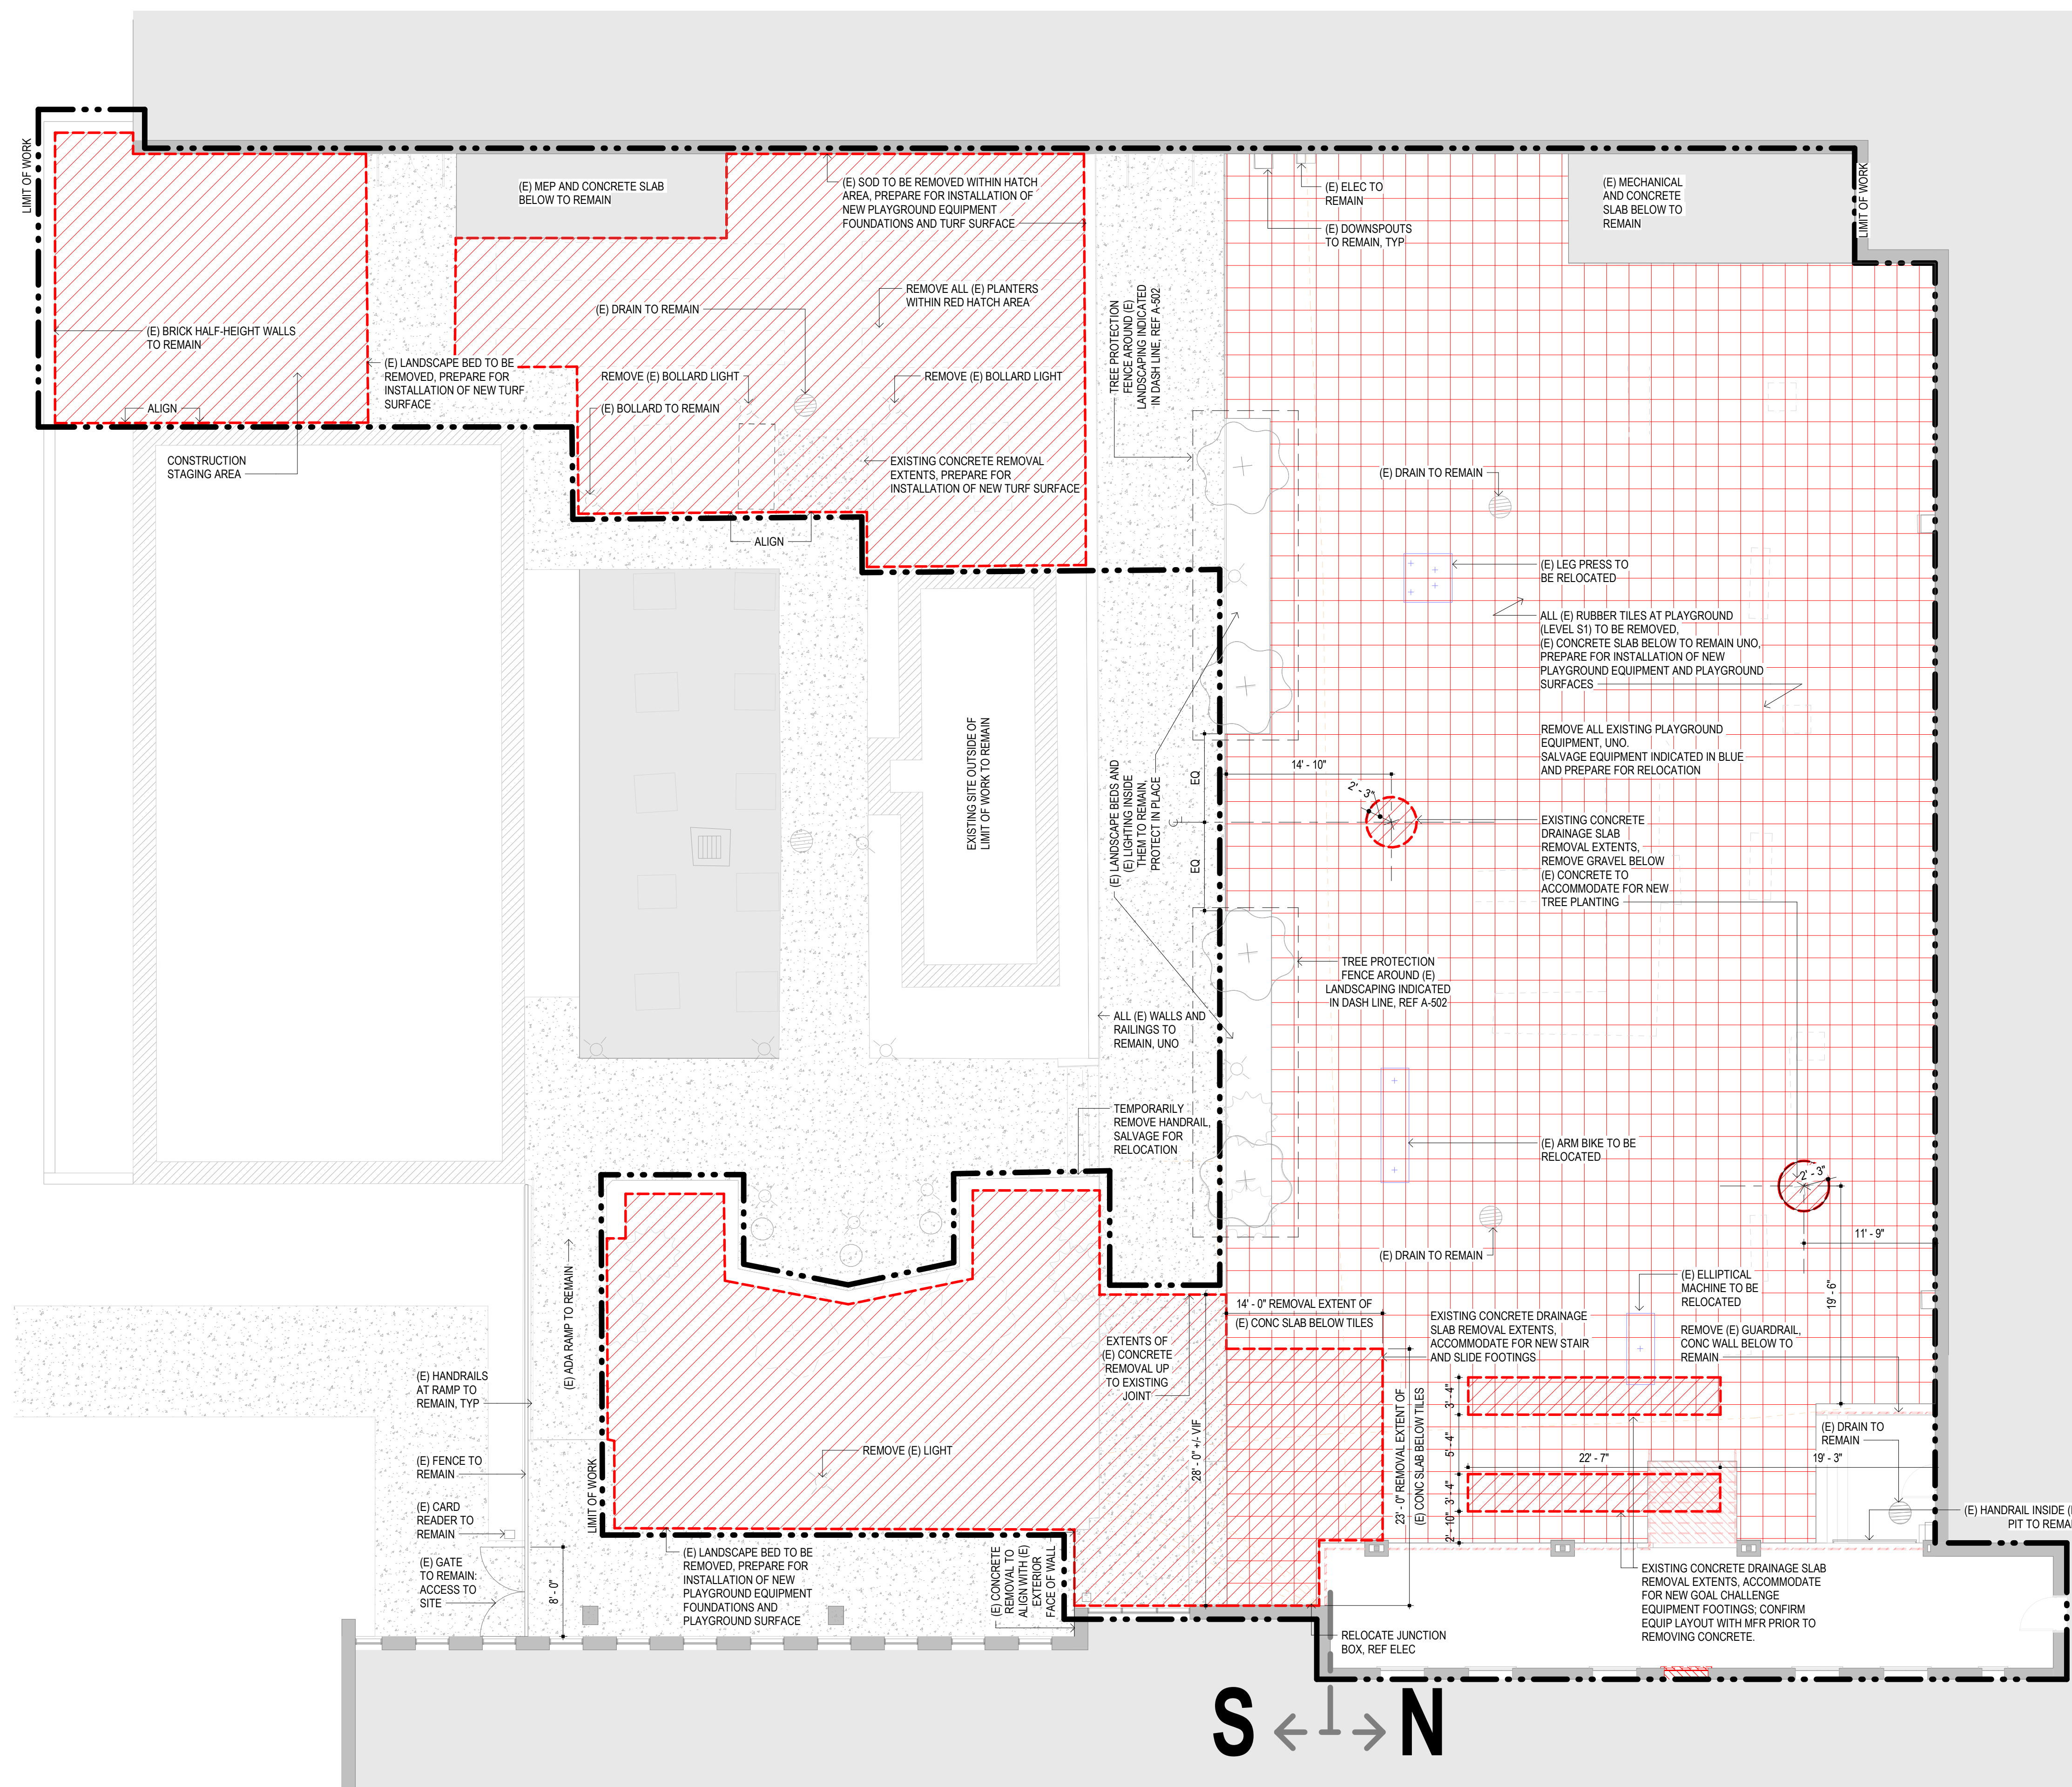 LIMIT OF WORK
(E) MEP AND CONCRETE SLAB
BELOW TO REMAIN
(E) SOD TO BE REMOVED WITHIN HATCH
AREA, PREPARE FOR INSTALLATION OF
NEW PLAYGROUND EQUIPMENT
FOUNDATIONS AND TURF SURFACE
(E) ELEC TO
REMAIN
(E) DOWNSPOUTS
TO REMAIN, TYP
(E) MECHANICAL
AND CONCRETE
SLAB BELOW TO
REMAIN
LIMIT OF WORK
(E) BRICK HALF-HEIGHT WALLS
TO REMAIN
(E) DRAIN TO REMAIN
REMOVE ALL (E) PLANTERS
WITHIN RED HATCH AREA
TREE PROTECTION
FENCE AROUND (E)
LANDSCAPING INDICATED
IN DASH LINE, REF A-502
(E) LANDSCAPE BED TO BE
REMOVED, PREPARE FOR
INSTALLATION OF NEW TURF
SURFACE
REMOVE (E) BOLLARD LIGHT
REMOVE (E) BOLLARD LIGHT
(E) BOLLARD TO REMAIN
ALIGN
CONSTRUCTION
STAGING AREA
EXISTING CONCRETE REMOVAL
EXTENTS, PREPARE FOR
INSTALLATION OF NEW TURF SURFACE
ALIGN
(E) DRAIN TO REMAIN
(E) LEG PRESS TO
BE RELOCATED
ALL (E) RUBBER TILES AT PLAYGROUND
(LEVEL S1) TO BE REMOVED,
(E) CONCRETE SLAB BELOW TO REMAIN UNO,
PREPARE FOR INSTALLATION OF NEW
PLAYGROUND EQUIPMENT AND PLAYGROUND
SURFACES
REMOVE ALL EXISTING PLAYGROUND
EQUIPMENT, UNO.
SALVAGE EQUIPMENT INDICATED IN BLUE
AND PREPARE FOR RELOCATION
EXISTING SITE OUTSIDE OF
LIMIT OF WORK TO REMAIN
(E) LANDSCAPE BEDS AND
(E) LIGHTING INSIDE
THEM TO REMAIN,
PROTECT IN PLACE
EQ
EQ
14' - 10"
2' - 3"
EXISTING CONCRETE
DRAINAGE SLAB
REMOVAL EXTENTS,
REMOVE GRAVEL BELOW
(E) CONCRETE TO
ACCOMMODATE FOR NEW
TREE PLANTING
TREE PROTECTION
FENCE AROUND (E)
LANDSCAPING INDICATED
IN DASH LINE, REF A-502
ALL (E) WALLS AND
RAILINGS TO
REMAIN, UNO
TEMPORARILY
REMOVE HANDRAIL,
SALVAGE FOR
RELOCATION
(E) ARM BIKE TO BE
RELOCATED
2' - 3"
11' - 9"
19' - 6"
(E) DRAIN TO REMAIN
(E) ELLIPTICAL
MACHINE TO BE
RELOCATED
(E) ADA RAMP TO REMAIN
14' - 0" REMOVAL EXTENT OF
(E) CONC SLAB BELOW TILES
EXISTING CONCRETE DRAINAGE
SLAB REMOVAL EXTENTS,
ACCOMMODATE FOR NEW STAIR
AND SLIDE FOOTINGS
REMOVE (E) GUARDRAIL,
CONC WALL BELOW TO
REMAIN
EXTENTS OF
(E) CONCRETE
REMOVAL UP
TO EXISTING
JOINT
(E) HANDRAILS
AT RAMP TO
REMAIN, TYP
28' - 0" +/- VIF
23' - 0" REMOVAL EXTENT OF
(E) CONC SLAB BELOW TILES
3' - 4"
5' - 4"
3' - 4"
2' - 10"
22' - 7"
19' - 3"
(E) DRAIN TO
REMAIN
REMOVE (E) LIGHT
(E) FENCE TO
REMAIN
LIMIT OF WORK
(E) CARD
READER TO
REMAIN
(E) GATE
TO REMAIN:
ACCESS TO
SITE
8' - 0"
(E) LANDSCAPE BED TO BE
REMOVED, PREPARE FOR
INSTALLATION OF NEW
PLAYGROUND EQUIPMENT
FOUNDATIONS AND
PLAYGROUND SURFACE
(E) CONCRETE
REMOVAL TO
ALIGN WITH (E)
EXTERIOR
FACE OF WALL
(E) HANDRAIL INSIDE (
PIT TO REMA
EXISTING CONCRETE DRAINAGE SLAB
REMOVAL EXTENTS, ACCOMMODATE
FOR NEW GOAL CHALLENGE
EQUIPMENT FOOTINGS; CONFIRM
EQUIP LAYOUT WITH MFR PRIOR TO
REMOVING CONCRETE.
RELOCATE JUNCTION
BOX, REF ELEC
S N